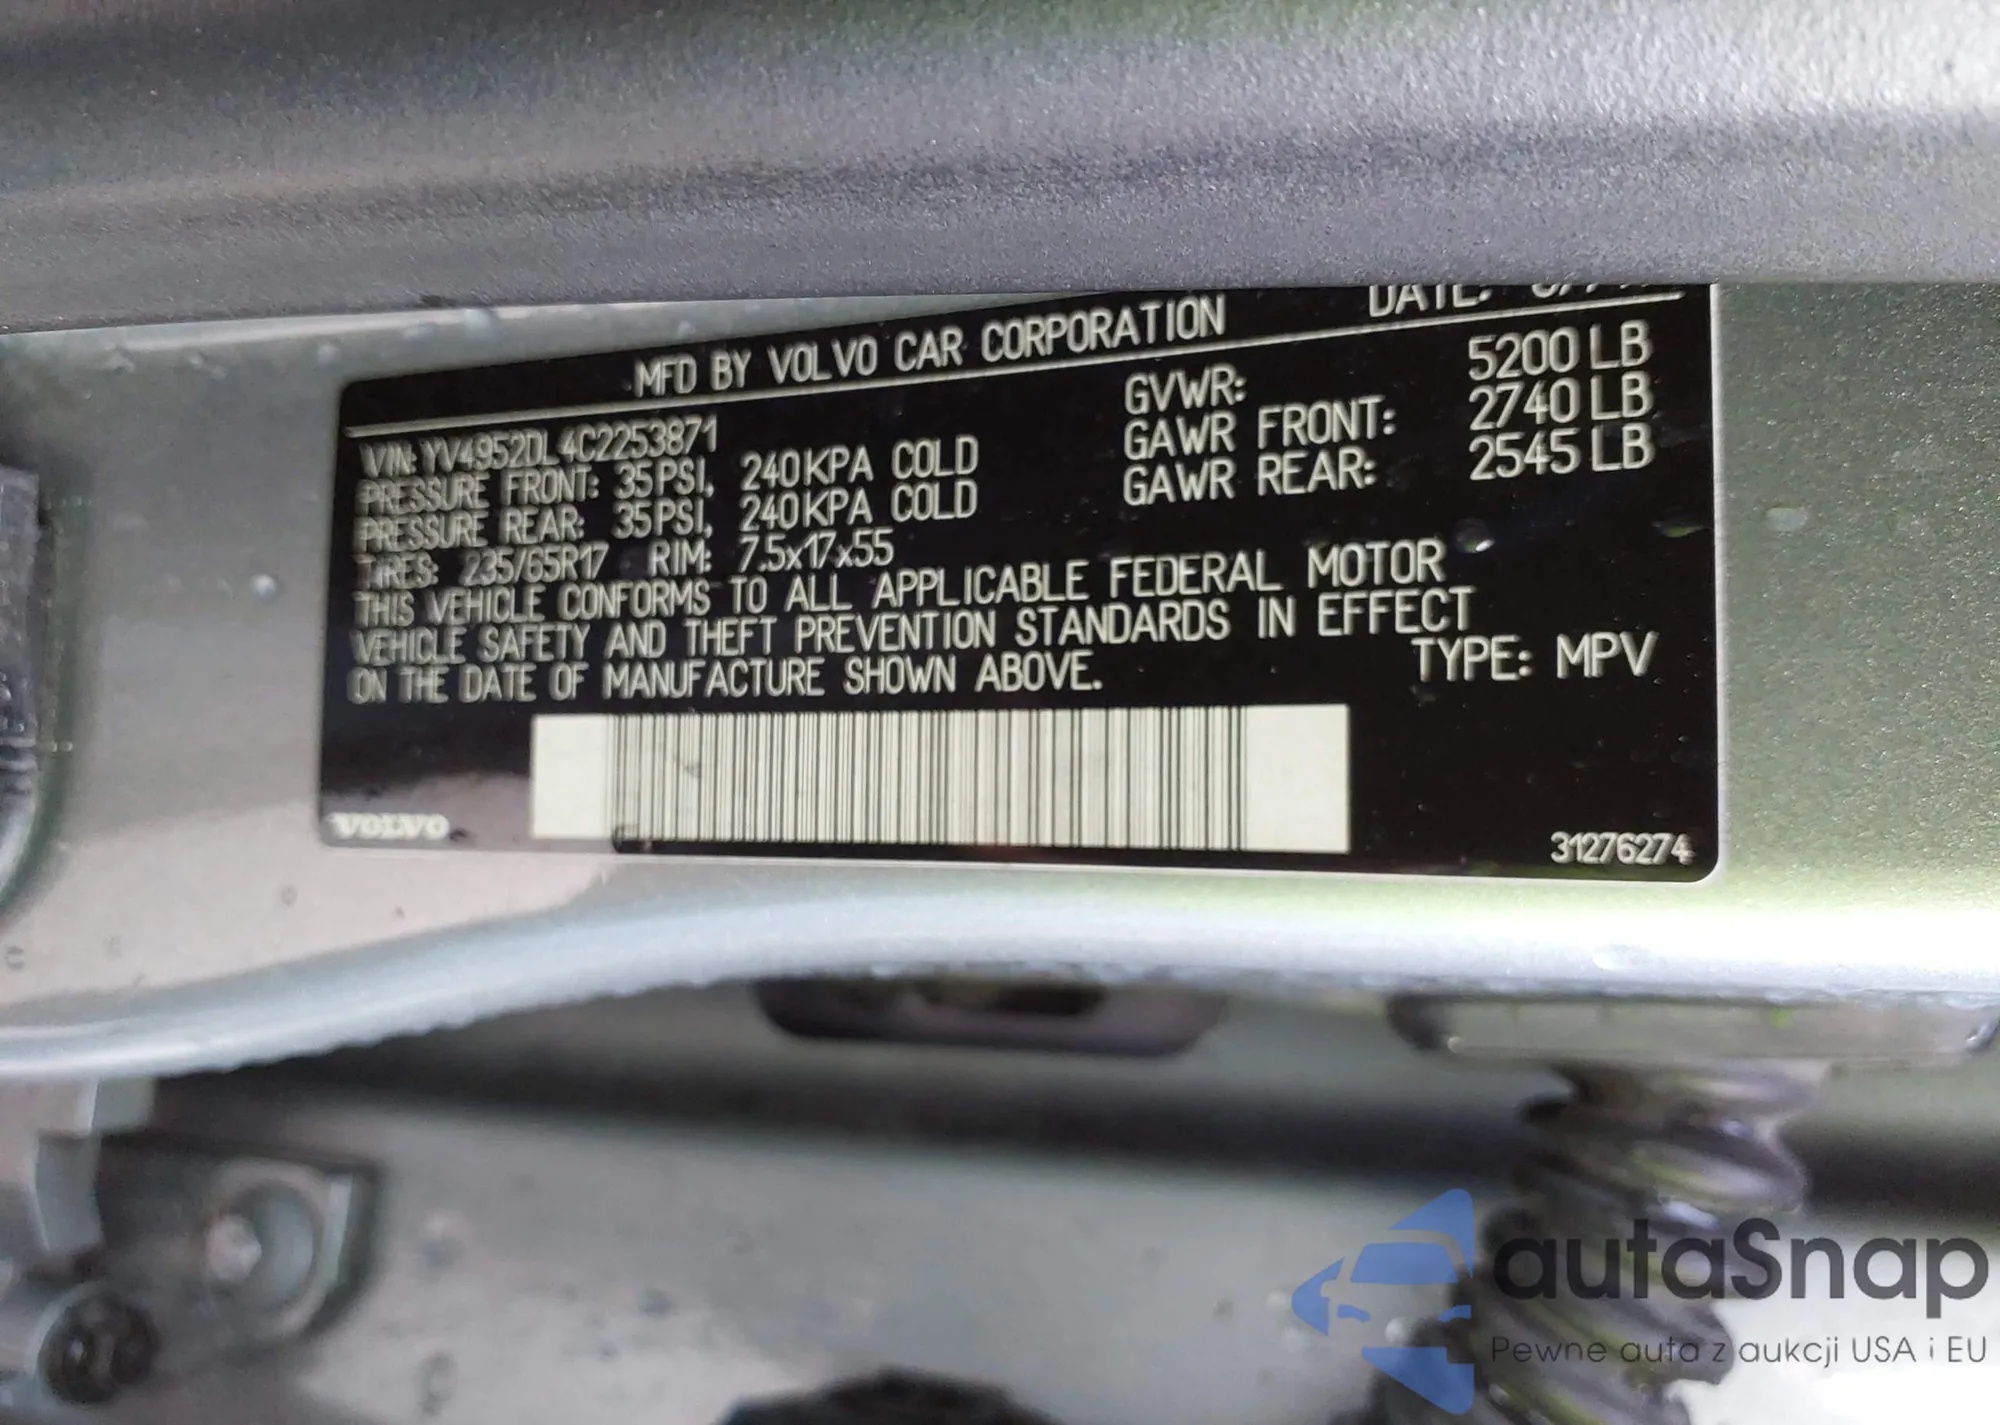 MFD BY VOLVO CAR CORPORATION DATE:
VIN: YV4952DL4C2253871 GVWR: 5200 LB
PRESSURE FRONT: 35 PSI, 240 KPA COLD GAWR FRONT: 2740 LB
PRESSURE REAR: 35 PSI, 240 KPA COLD GAWR REAR: 2545 LB
TIRES: 235/65R17 RIM: 7.5x17x55
THIS VEHICLE CONFORMS TO ALL APPLICABLE FEDERAL MOTOR
VEHICLE SAFETY AND THEFT PREVENTION STANDARDS IN EFFECT
ON THE DATE OF MANUFACTURE SHOWN ABOVE. TYPE: MPV
VOLVO
31276274
autaSnap
Pewne auta z aukcji USA i EU